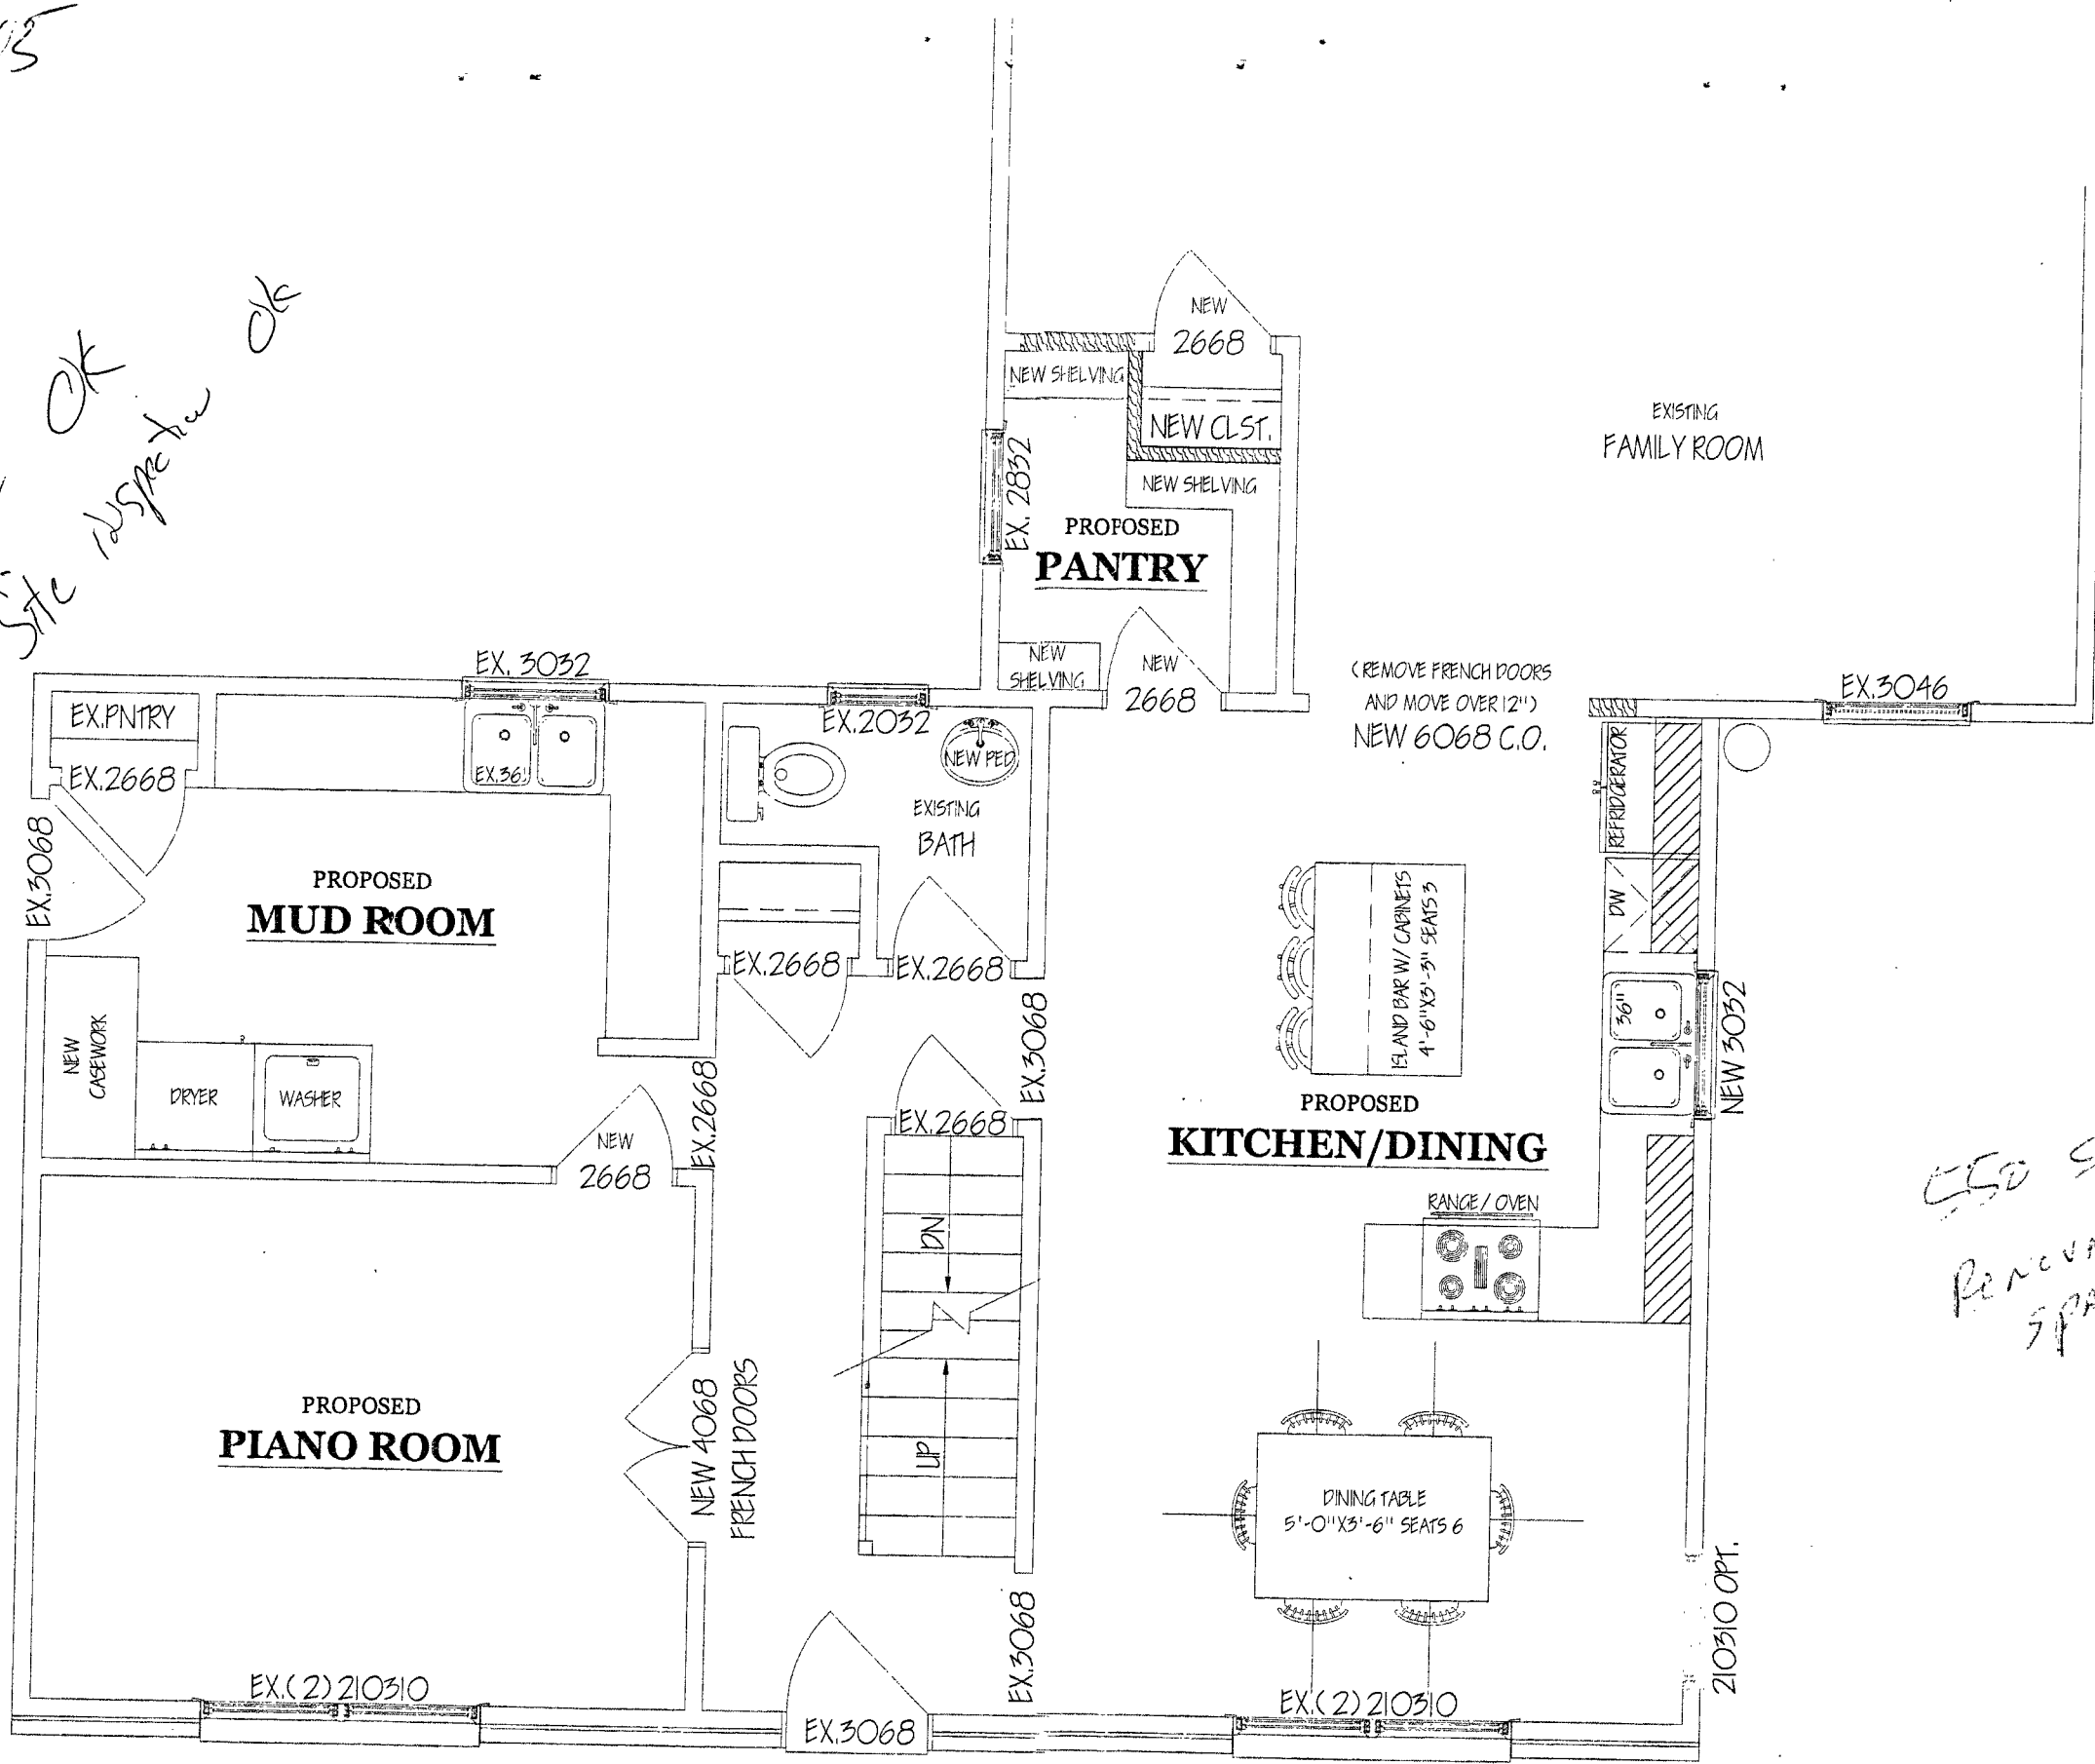 OK
OK
Site Inspection
NEW
2668
NEW SHELVING
NEW CLST.
NEW SHELVING
EX. 2832
PROPOSED
PANTRY
NEW
SHELVING
NEW
2668
EXISTING
FAMILY ROOM
(REMOVE FRENCH DOORS
AND MOVE OVER 12")
NEW 6068 C.O.
EX.3046
EX. 3032
EX.PNTRY
EX.2668
EX.36
EX.2032
NEW PED
EXISTING
BATH
EX.3068
PROPOSED
MUD ROOM
EX.2668
EX.2668
REFRIDGERATOR
DW
ISLAND BAR W/ CABINETS
4'-6"X3'-3" SEATS 3
36"
NEW 3032
NEW
CASEWORK
DRYER
WASHER
EX.2668
NEW
2668
EX.3068
EX.2668
PROPOSED
KITCHEN/DINING
RANGE/ OVEN
DN
UP
PROPOSED
PIANO ROOM
NEW 4068
FRENCH DOORS
DINING TABLE
5'-0"X3'-6" SEATS 6
210310 OPT.
EX.3068
EX.(2)210310
EX.3068
EX.(2)210310